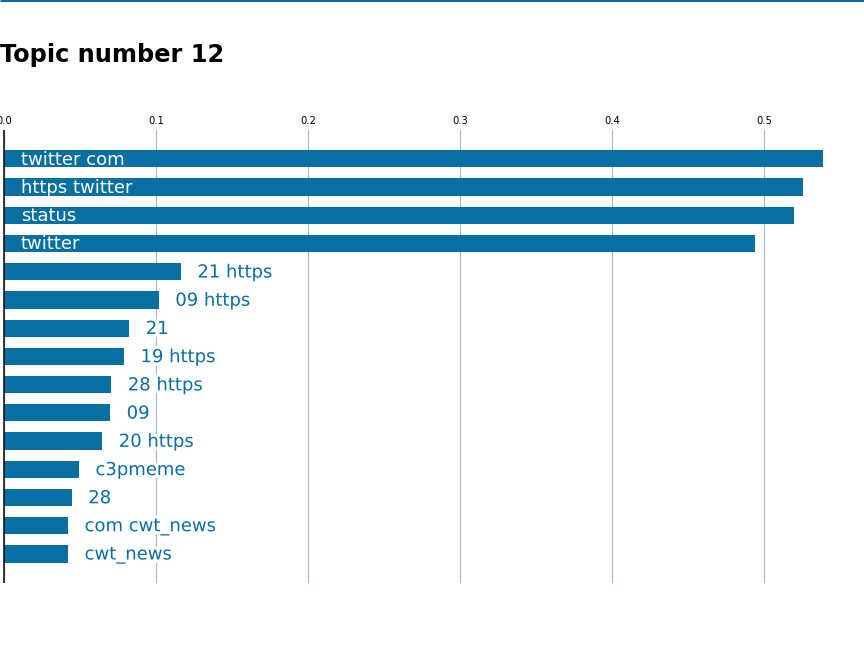 Topic number 12
0.0 0.1 0.2 0.3 0.4 0.5
twitter com
https twitter
status
twitter
21 https
09 https
21
19 https
28 https
09
20 https
c3pmeme
28
com cwt_news
cwt_news